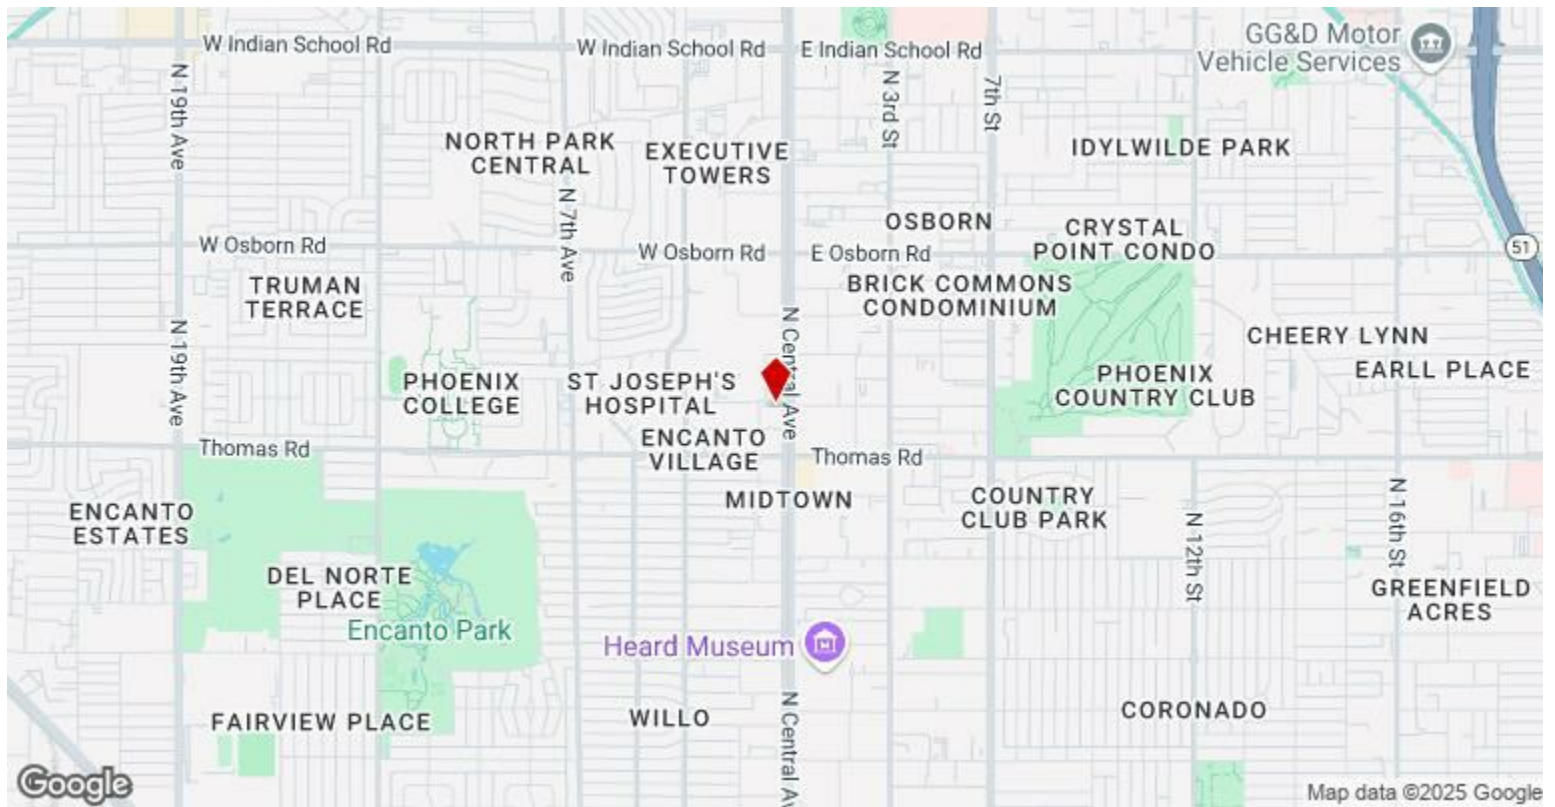 W Indian School Rd
W Indian School Rd
E Indian School Rd
GG&D Motor
Vehicle Services
N 19th Ave
N 3rd St
7th St
NORTH PARK
CENTRAL
EXECUTIVE
TOWERS
IDYLWILDE PARK
N 7th Ave
OSBORN
CRYSTAL
POINT CONDO
W Osborn Rd
W Osborn Rd
E Osborn Rd
51
TRUMAN
TERRACE
BRICK COMMONS
CONDOMINIUM
N 19th Ave
N Central Ave
CHEERY LYNN
EARLL PLACE
PHOENIX
COLLEGE
ST JOSEPH'S
HOSPITAL
PHOENIX
COUNTRY CLUB
Thomas Rd
ENCANTO
VILLAGE
Thomas Rd
MIDTOWN
COUNTRY
CLUB PARK
N 12th St
N 16th St
ENCANTO
ESTATES
DEL NORTE
PLACE
GREENFIELD
ACRES
Encanto Park
Heard Museum
N Central Av
FAIRVIEW PLACE
WILLO
CORONADO
Google
Map data ©2025 Google